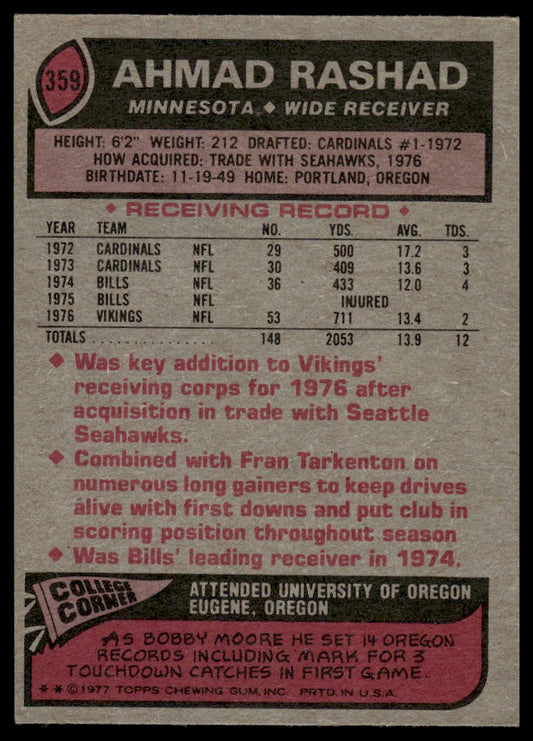 359
AHMAD RASHAD
MINNESOTA ◆ WIDE RECEIVER
HEIGHT: 6'2" WEIGHT: 212 DRAFTED: CARDINALS #1-1972
HOW ACQUIRED: TRADE WITH SEAHAWKS, 1976
BIRTHDATE: 11-19-49 HOME: PORTLAND, OREGON
◆ RECEIVING RECORD ◆
YEAR TEAM NO. YDS. AVG. TDS.
1972 CARDINALS NFL 29 500 17.2 3
1973 CARDINALS NFL 30 409 13.6 3
1974 BILLS NFL 36 433 12.0 4
1975 BILLS NFL INJURED
1976 VIKINGS NFL 53 711 13.4 2
TOTALS . . . . . . . . . . . . . . . 148 2053 13.9 12
◆ Was key addition to Vikings'
receiving corps for 1976 after
acquisition in trade with Seattle
Seahawks.
◆ Combined with Fran Tarkenton on
numerous long gainers to keep drives
alive with first downs and put club in
scoring position throughout season
◆ Was Bills' leading receiver in 1974.
COLLEGE
CORNER
ATTENDED UNIVERSITY OF OREGON
EUGENE, OREGON
AS BOBBY MOORE HE SET 14 OREGON
RECORDS INCLUDING MARK FOR 3
TOUCHDOWN CATCHES IN FIRST GAME.
* * ©1977 TOPPS CHEWING GUM, INC. PRTD. IN U.S.A.